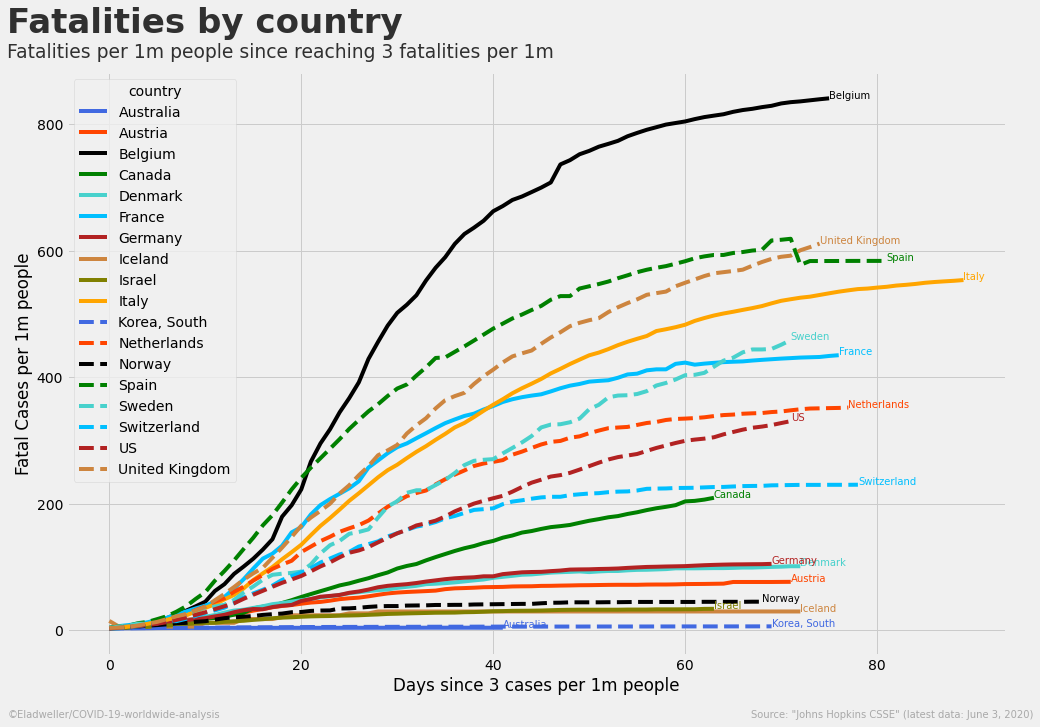 Fatalities by country
Fatalities per 1m people since reaching 3 fatalities per 1m
country
Australia
Austria
Belgium
Canada
Denmark
France
Germany
Iceland
Israel
Italy
Korea, South
Netherlands
Norway
Spain
Sweden
Switzerland
US
United Kingdom
Fatal Cases per 1m people
800
600
400
200
0
Belgium
United Kingdom
Spain
Italy
Sweden
France
Netherlands
US
Switzerland
Canada
Germany
Denmark
Austria
Norway
Israel
Iceland
Australia
Korea, South
0 20 40 60 80
Days since 3 cases per 1m people
©Eladweller/COVID-19-worldwide-analysis
Source: "Johns Hopkins CSSE" (latest data: June 3, 2020)